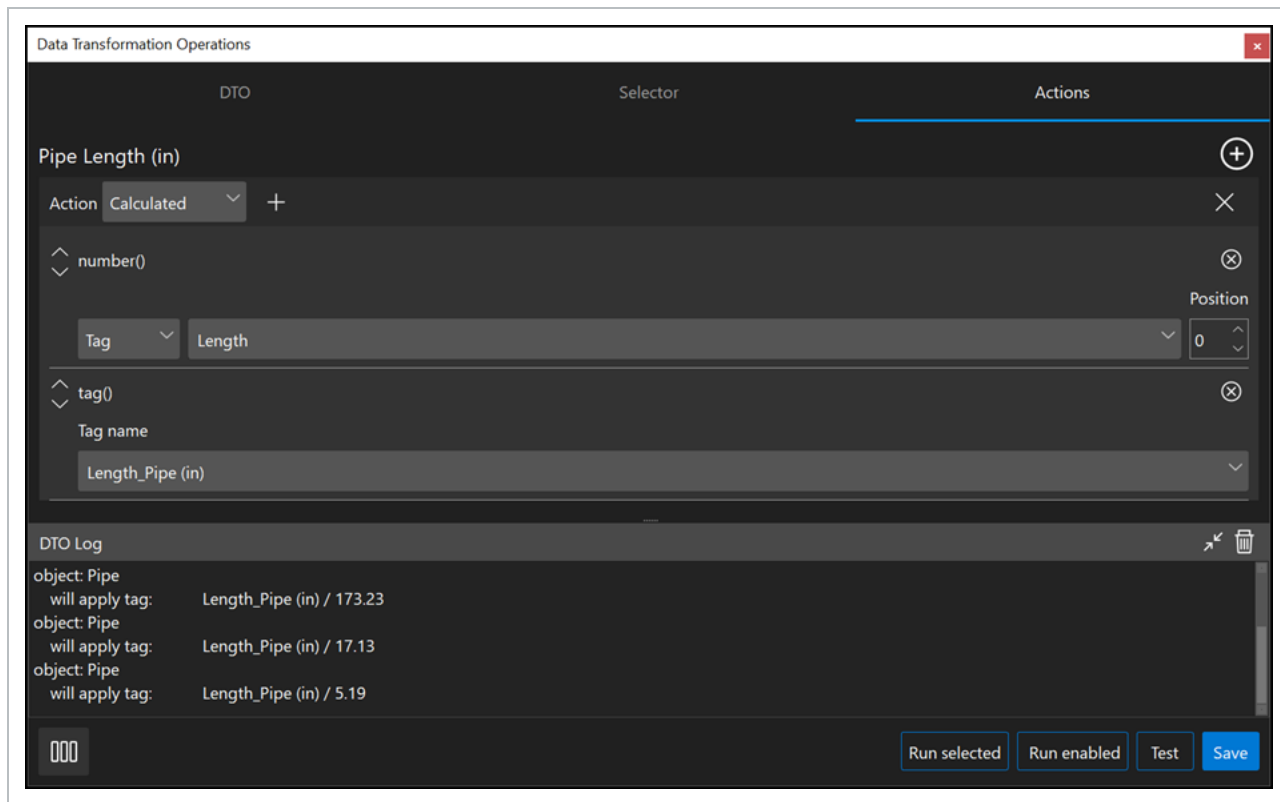 Data Transformation Operations
DTO Selector Actions
Pipe Length (in)
Action Calculated
number()
Position
Tag Length 0
tag()
Tag name
Length_Pipe (in)
DTO Log
object: Pipe
will apply tag: Length_Pipe (in) / 173.23
object: Pipe
will apply tag: Length_Pipe (in) / 17.13
object: Pipe
will apply tag: Length_Pipe (in) / 5.19
Run selected Run enabled Test Save